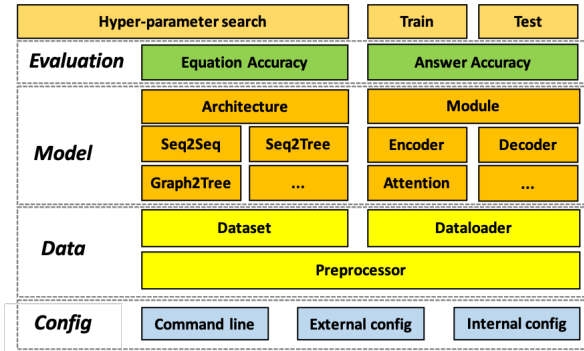 Hyper-parameter search Train Test
Evaluation Equation Accuracy Answer Accuracy
Architecture Module
Model Seq2Seq Seq2Tree Encoder Decoder
Graph2Tree ... Attention ...
Dataset Dataloader
Data
Preprocessor
Config Command line External config Internal config